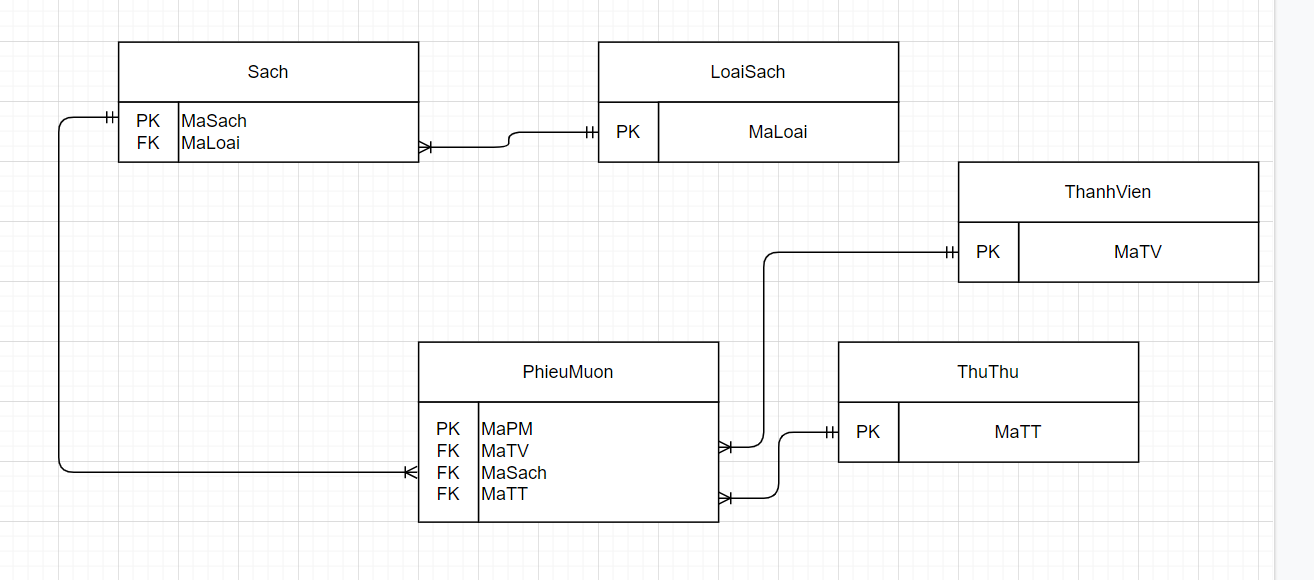 Sach
PK MaSach
FK MaLoai
LoaiSach
PK MaLoai
ThanhVien
PK MaTV
PhieuMuon
PK MaPM
FK MaTV
FK MaSach
FK MaTT
ThuThu
PK MaTT